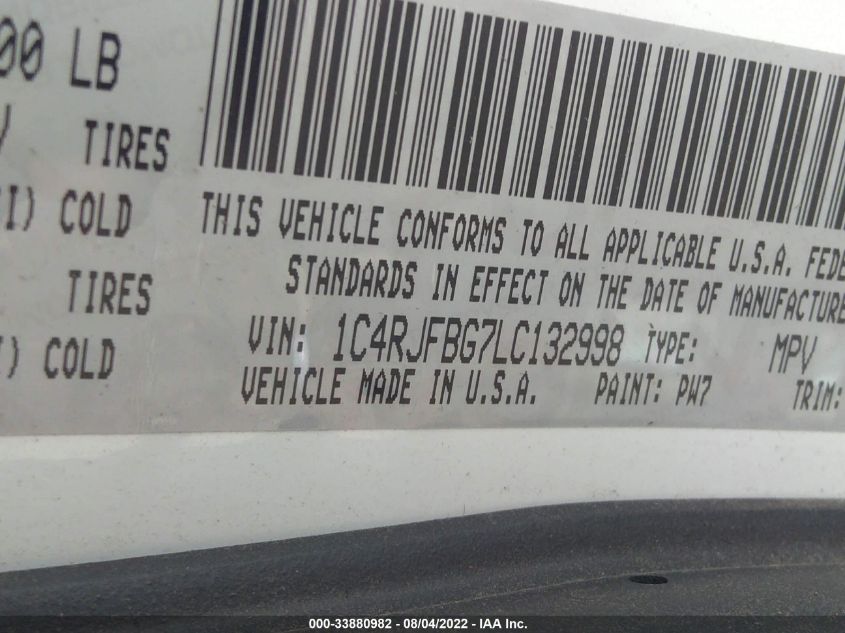 00 LB
TIRES
I) COLD
TIRES
) COLD
THIS VEHICLE CONFORMS TO ALL APPLICABLE U.S.A. FEDE
STANDARDS IN EFFECT ON THE DATE OF MANUFACTURE
VIN: 1C4RJFBG7LC132998 TYPE: MPV
VEHICLE MADE IN U.S.A. PAINT: PW7 TRIM:
000-33880982 - 08/04/2022 - IAA Inc.